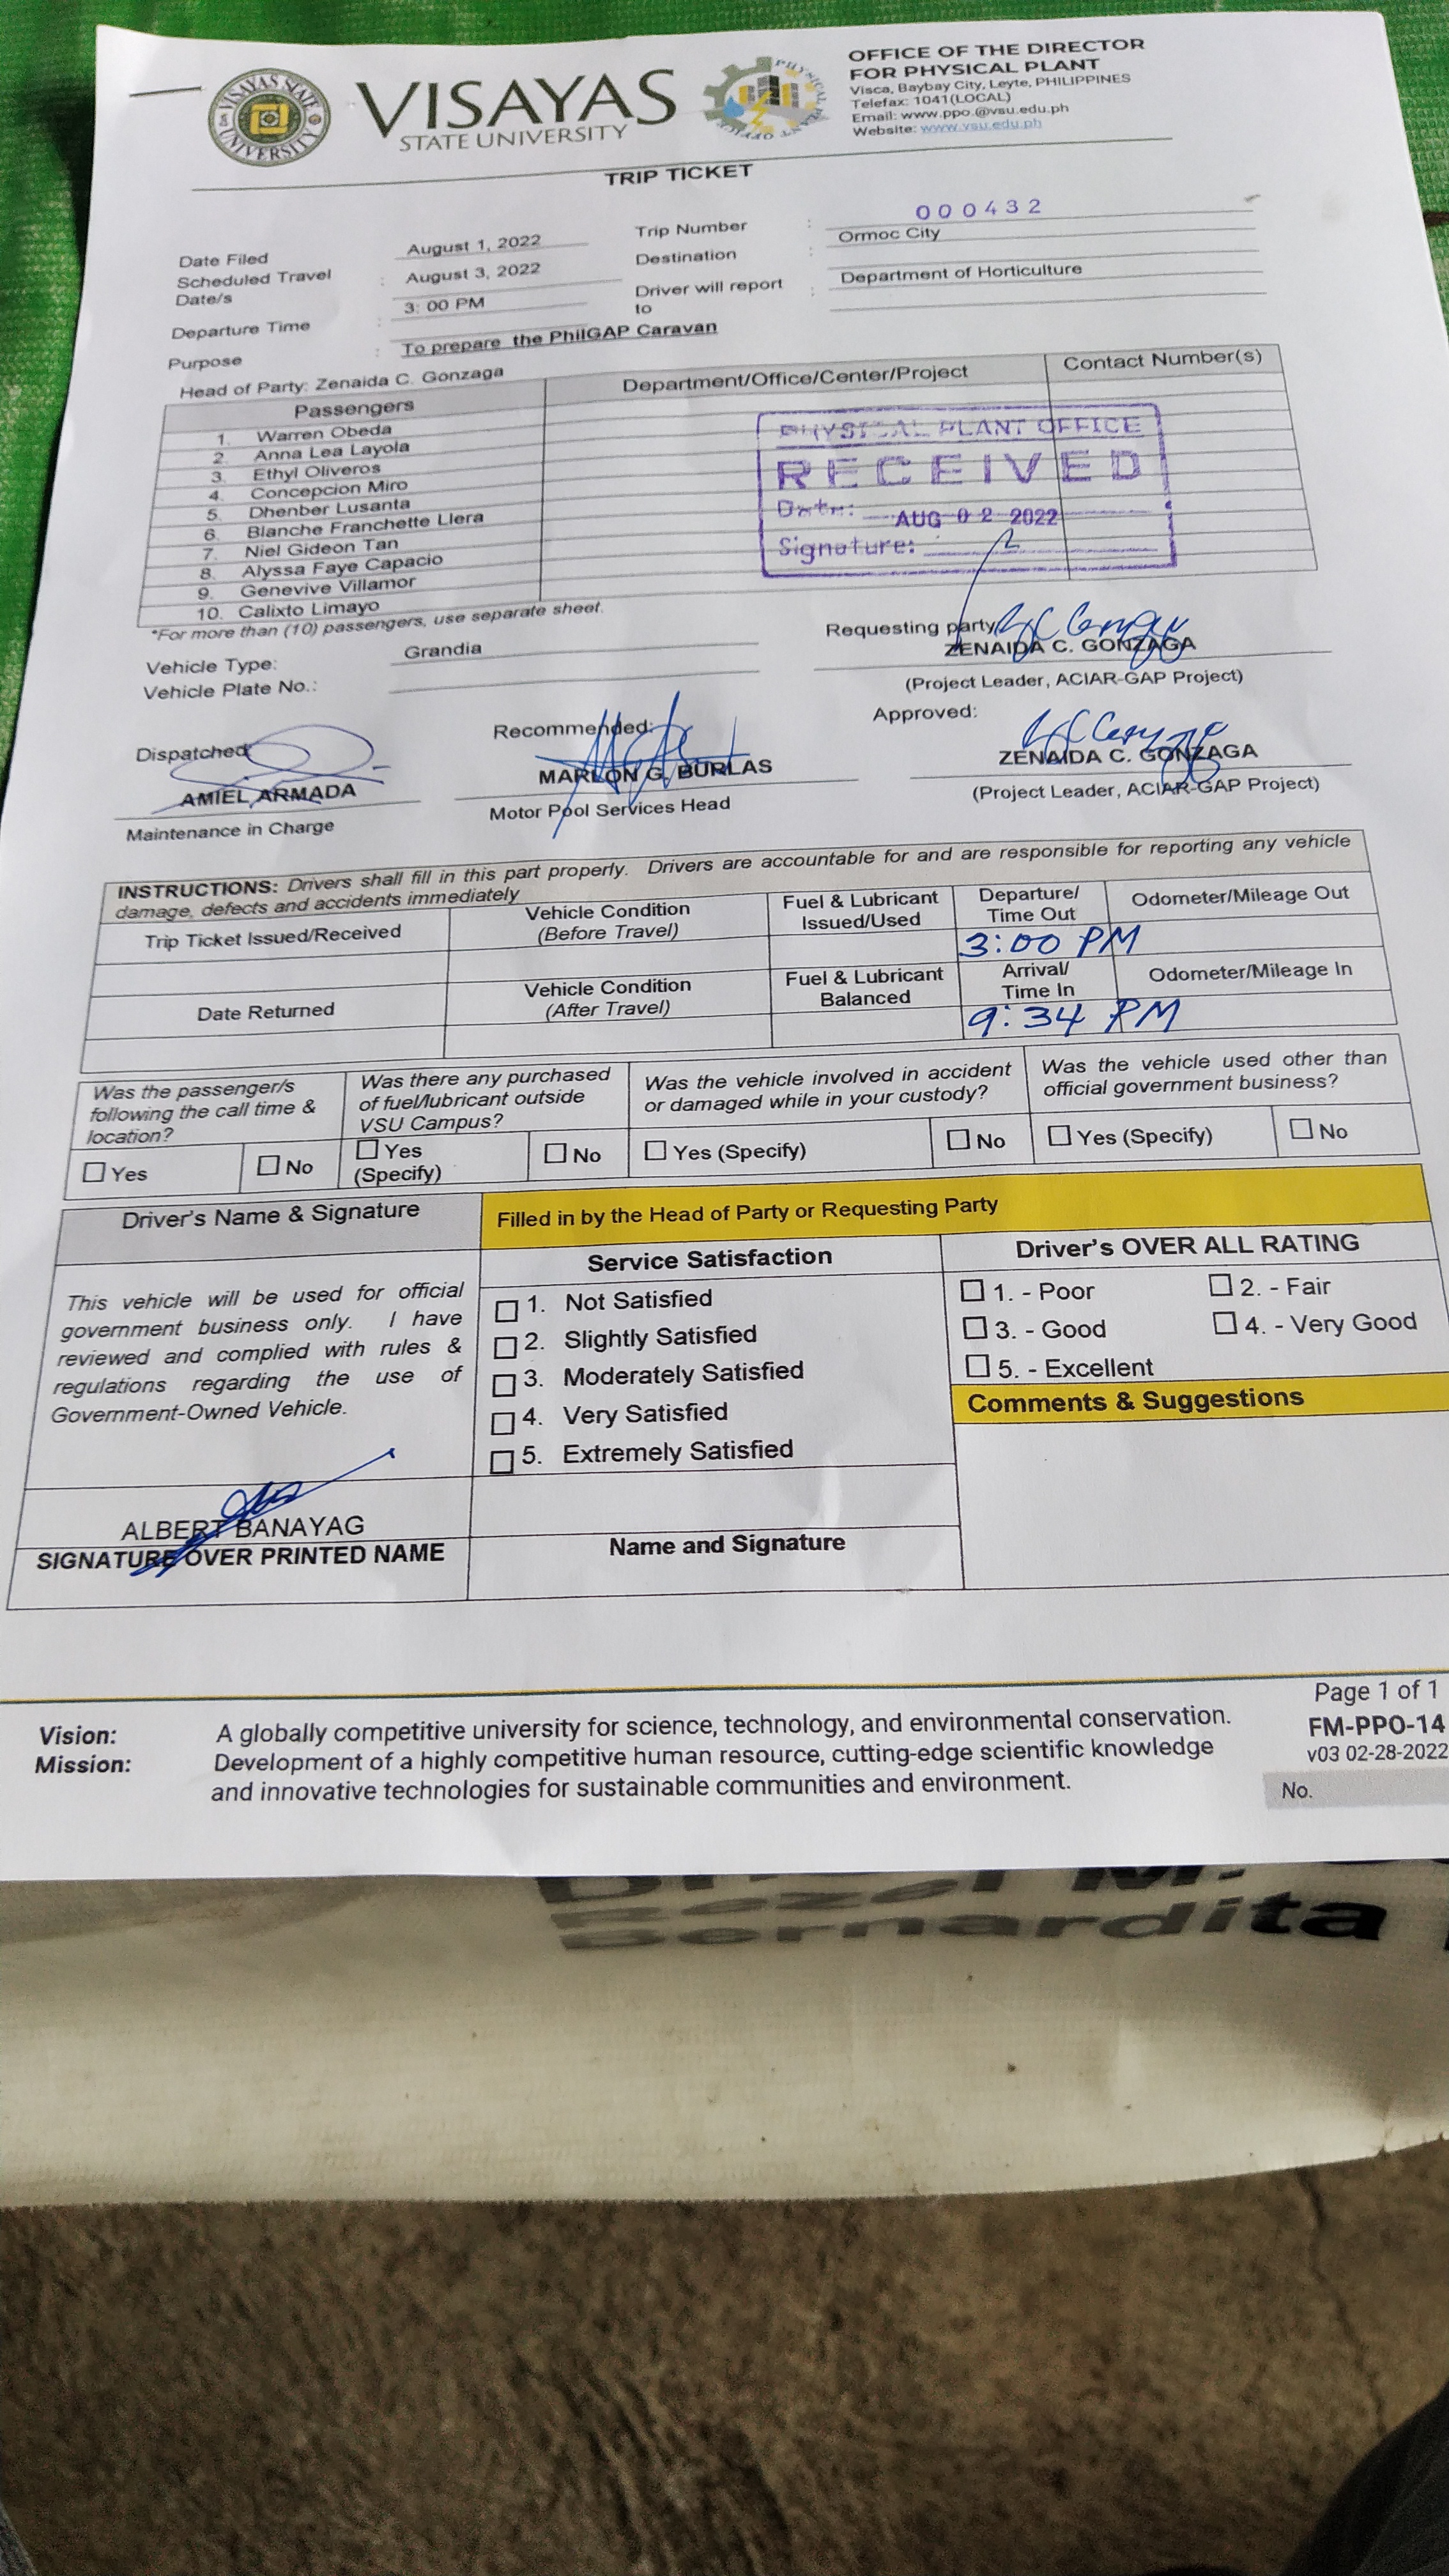 VISAYAS STATE UNIVERSITY
VISAYAS
STATE UNIVERSITY
PHYSICAL PLANT OFFICE
OFFICE OF THE DIRECTOR
FOR PHYSICAL PLANT
Visca, Baybay City, Leyte, PHILIPPINES
Telefax: 1041(LOCAL)
Email: www.ppo.@vsu.edu.ph
Website: www.vsu.edu.ph
TRIP TICKET
Date Filed August 1, 2022 Trip Number : 000432
Scheduled Travel Date/s : August 3, 2022 Destination : Ormoc City
Departure Time : 3: 00 PM Driver will report to : Department of Horticulture
Purpose : To prepare the PhilGAP Caravan
Head of Party: Zenaida C. Gonzaga
Passengers Department/Office/Center/Project Contact Number(s)
1. Warren Obeda
2. Anna Lea Layola
3. Ethyl Oliveros
4. Concepcion Miro
5. Dhenber Lusanta
6. Blanche Franchette Llera
7. Niel Gideon Tan
8. Alyssa Faye Capacio
9. Genevive Villamor
10. Calixto Limayo
PHYSICAL PLANT OFFICE
RECEIVED
Date: AUG 02 2022
Signature:
*For more than (10) passengers, use separate sheet.
Vehicle Type: Grandia
Vehicle Plate No.:
Requesting party
ZENAIDA C. GONZAGA
(Project Leader, ACIAR-GAP Project)
Dispatched:
AMIEL ARMADA
Maintenance in Charge
Recommended:
MARLON G. BURLAS
Motor Pool Services Head
Approved:
ZENAIDA C. GONZAGA
(Project Leader, ACIAR-GAP Project)
INSTRUCTIONS: Drivers shall fill in this part properly. Drivers are accountable for and are responsible for reporting any vehicle
damage, defects and accidents immediately
Trip Ticket Issued/Received Vehicle Condition (Before Travel) Fuel & Lubricant Issued/Used Departure/ Time Out Odometer/Mileage Out
3:00 PM
Date Returned Vehicle Condition (After Travel) Fuel & Lubricant Balanced Arrival/ Time In Odometer/Mileage In
9:34 PM
Was the passenger/s following the call time & location?
Yes No
Was there any purchased of fuel/lubricant outside VSU Campus?
Yes (Specify) No
Was the vehicle involved in accident or damaged while in your custody?
Yes (Specify) No
Was the vehicle used other than official government business?
Yes (Specify) No
Driver's Name & Signature
This vehicle will be used for official
government business only. I have
reviewed and complied with rules &
regulations regarding the use of
Government-Owned Vehicle.
ALBERT BANAYAG
SIGNATURE OVER PRINTED NAME
Filled in by the Head of Party or Requesting Party
Service Satisfaction
1. Not Satisfied
2. Slightly Satisfied
3. Moderately Satisfied
4. Very Satisfied
5. Extremely Satisfied
Name and Signature
Driver's OVER ALL RATING
1. - Poor 2. - Fair
3. - Good 4. - Very Good
5. - Excellent
Comments & Suggestions
Vision: A globally competitive university for science, technology, and environmental conservation.
Mission: Development of a highly competitive human resource, cutting-edge scientific knowledge
and innovative technologies for sustainable communities and environment.
Page 1 of 1
FM-PPO-14
v03 02-28-2022
No.
Bernardita